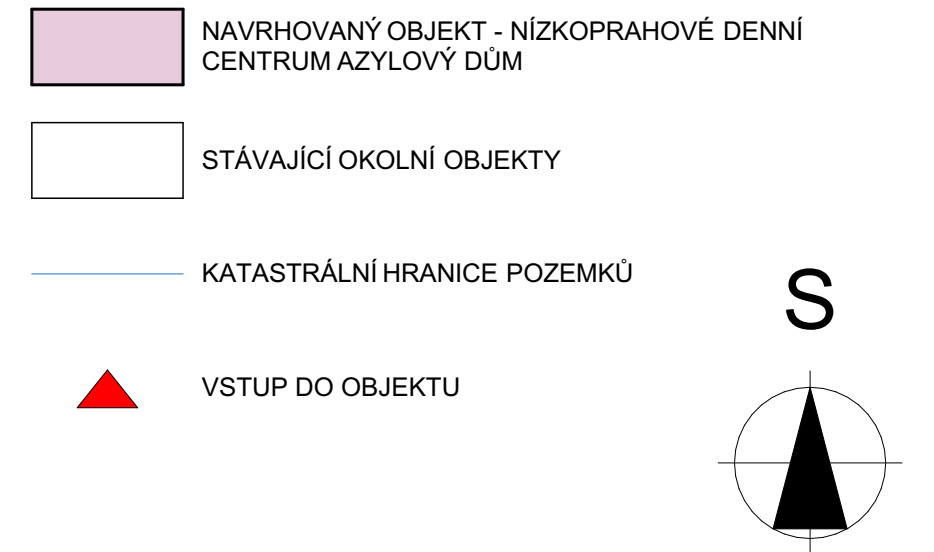 NAVRHOVANÝ OBJEKT - NÍZKOPRAHOVÉ DENNÍ
CENTRUM AZYLOVÝ DŮM
STÁVAJÍCÍ OKOLNÍ OBJEKTY
KATASTRÁLNÍ HRANICE POZEMKŮ
S
VSTUP DO OBJEKTU